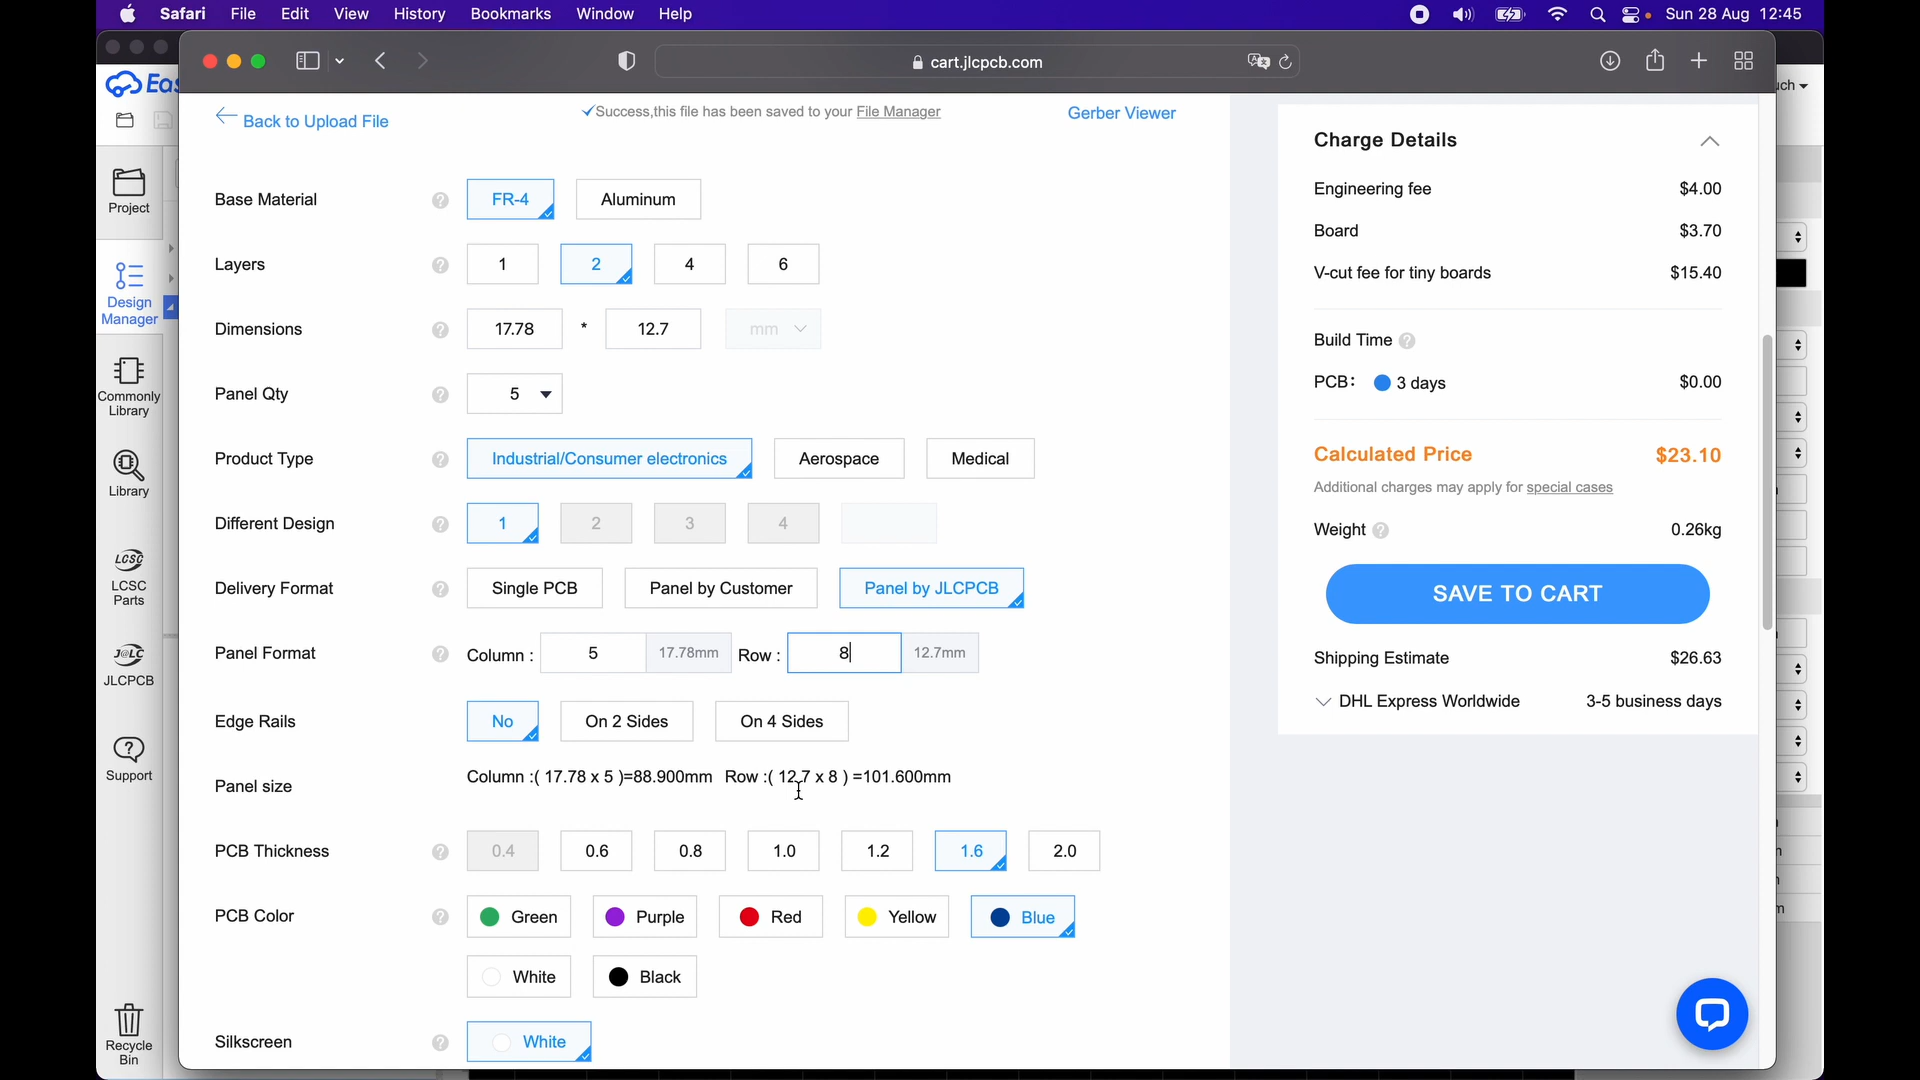 Safari File Edit View History Bookmarks Window Help Sun 28 Aug 12:45
cart.jlcpcb.com
Project
Design
Manager
Commonly
Library
Library
LCSC
LCSC
Parts
J@LC
JLCPCB
Support
Recycle
Bin
Back to Upload File
Success,this file has been saved to your File Manager
Gerber Viewer
Base Material ? FR-4 Aluminum
Layers ? 1 2 4 6
Dimensions ? 17.78 * 12.7 mm
Panel Qty ? 5
Product Type ? Industrial/Consumer electronics Aerospace Medical
Different Design ? 1 2 3 4
Delivery Format ? Single PCB Panel by Customer Panel by JLCPCB
Panel Format ? Column : 5 17.78mm Row : 8 12.7mm
Edge Rails No On 2 Sides On 4 Sides
Panel size Column :( 17.78 x 5 )=88.900mm Row :( 12.7 x 8 ) =101.600mm
PCB Thickness ? 0.4 0.6 0.8 1.0 1.2 1.6 2.0
PCB Color ? Green Purple Red Yellow Blue
White Black
Silkscreen ? White
Charge Details
Engineering fee $4.00
Board $3.70
V-cut fee for tiny boards $15.40
Build Time ?
PCB: 3 days $0.00
Calculated Price $23.10
Additional charges may apply for special cases
Weight ? 0.26kg
SAVE TO CART
Shipping Estimate $26.63
DHL Express Worldwide 3-5 business days